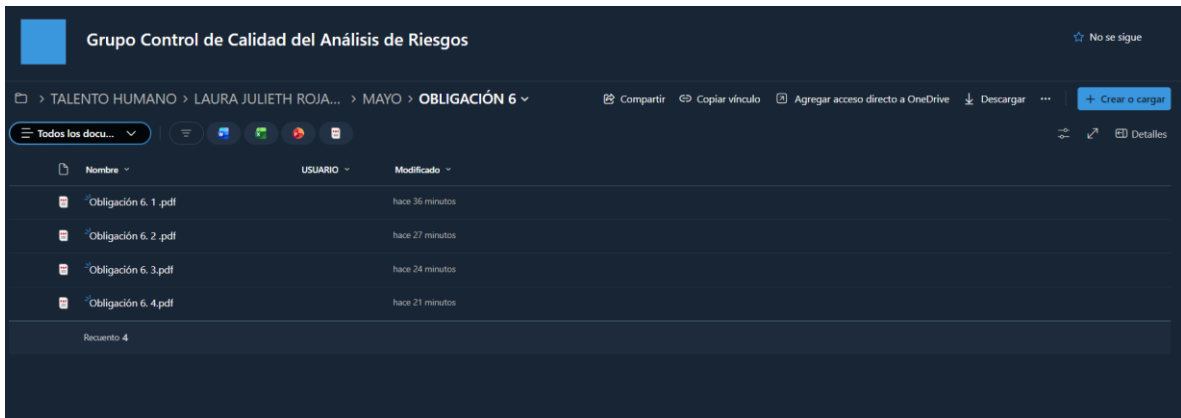 Grupo Control de Calidad del Análisis de Riesgos
No se sigue
> TALENTO HUMANO > LAURA JULIETH ROJA... > MAYO > OBLIGACIÓN 6
Compartir Copiar vínculo Agregar acceso directo a OneDrive Descargar ... + Crear o cargar
Todos los docu...
Detalles
Nombre USUARIO Modificado
Obligación 6. 1 .pdf hace 36 minutos
Obligación 6. 2 .pdf hace 27 minutos
Obligación 6. 3.pdf hace 24 minutos
Obligación 6. 4.pdf hace 21 minutos
Recuento 4